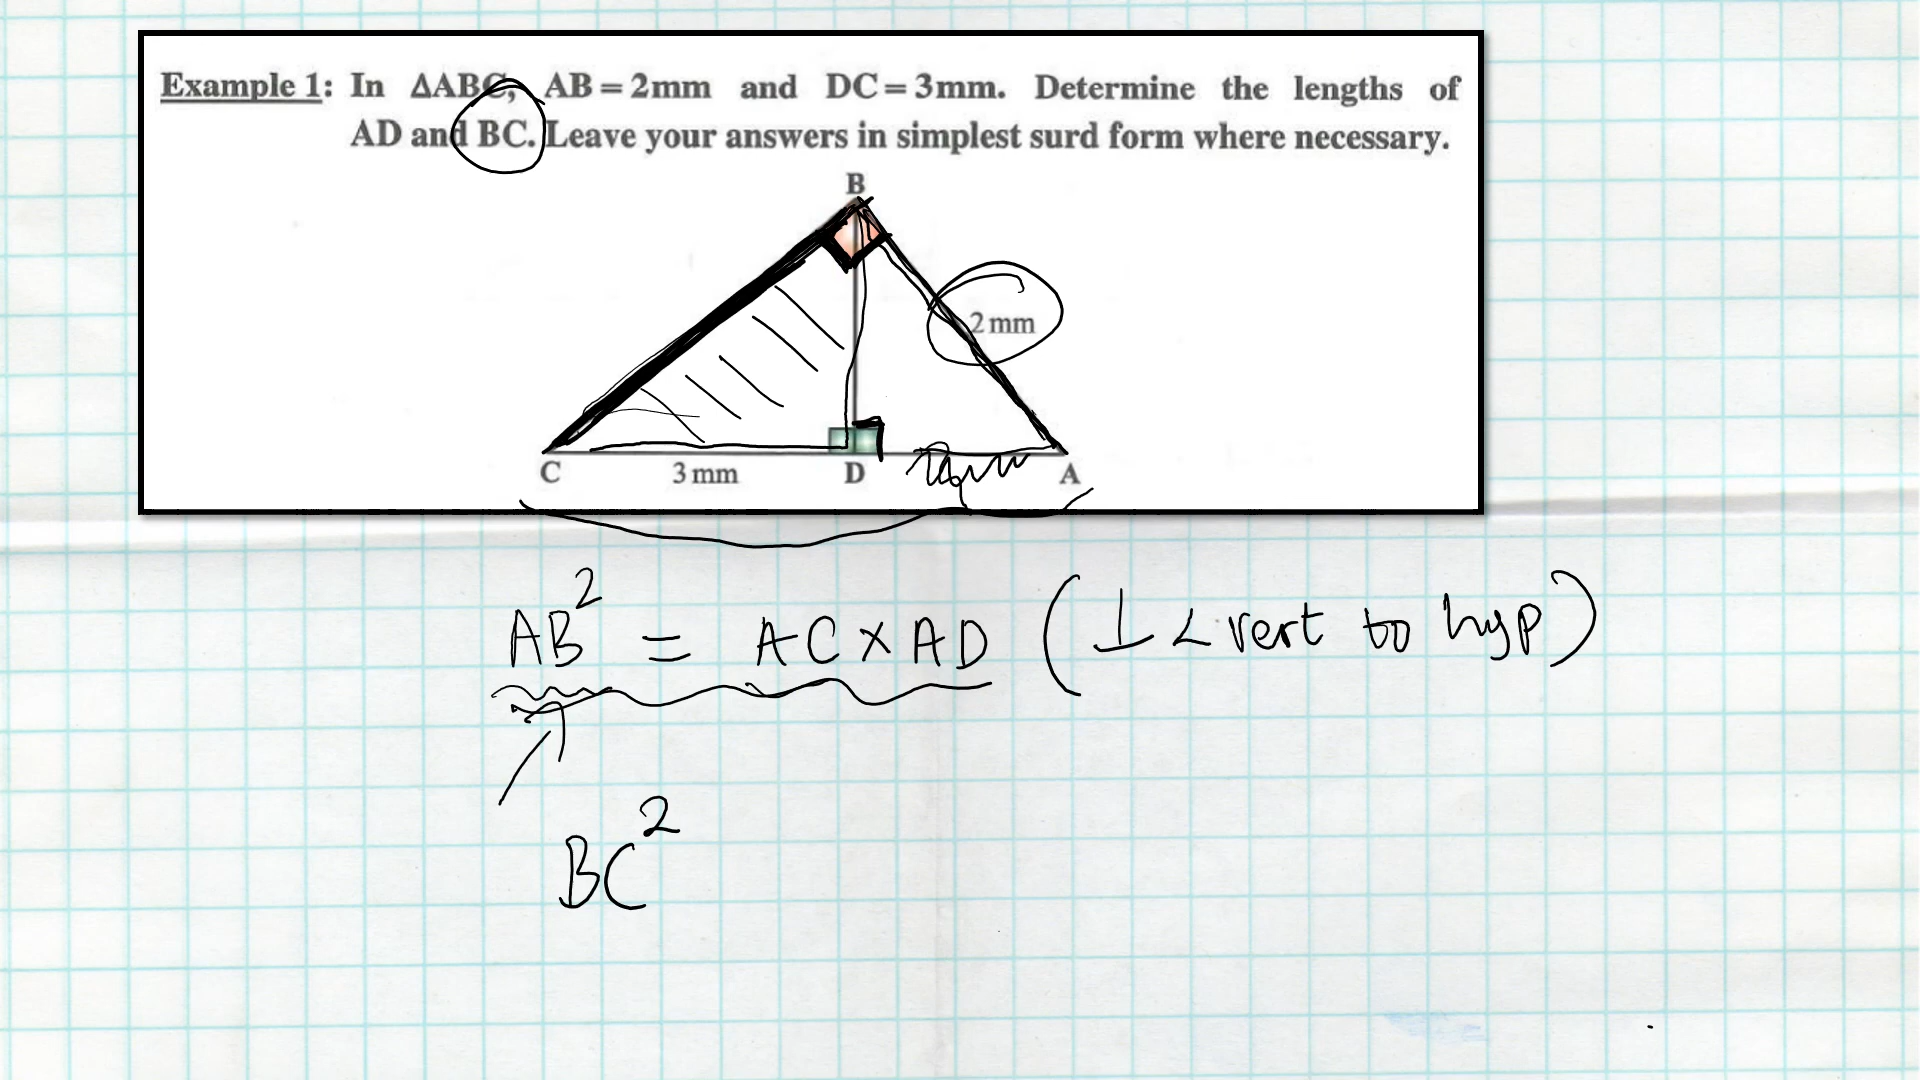 Example 1: In ΔABC, AB = 2mm and DC = 3mm. Determine the lengths of
AD and BC. Leave your answers in simplest surd form where necessary.
B
2 mm
C 3 mm D A
AB² = AC × AD (⊥ < vert to hyp)
BC²